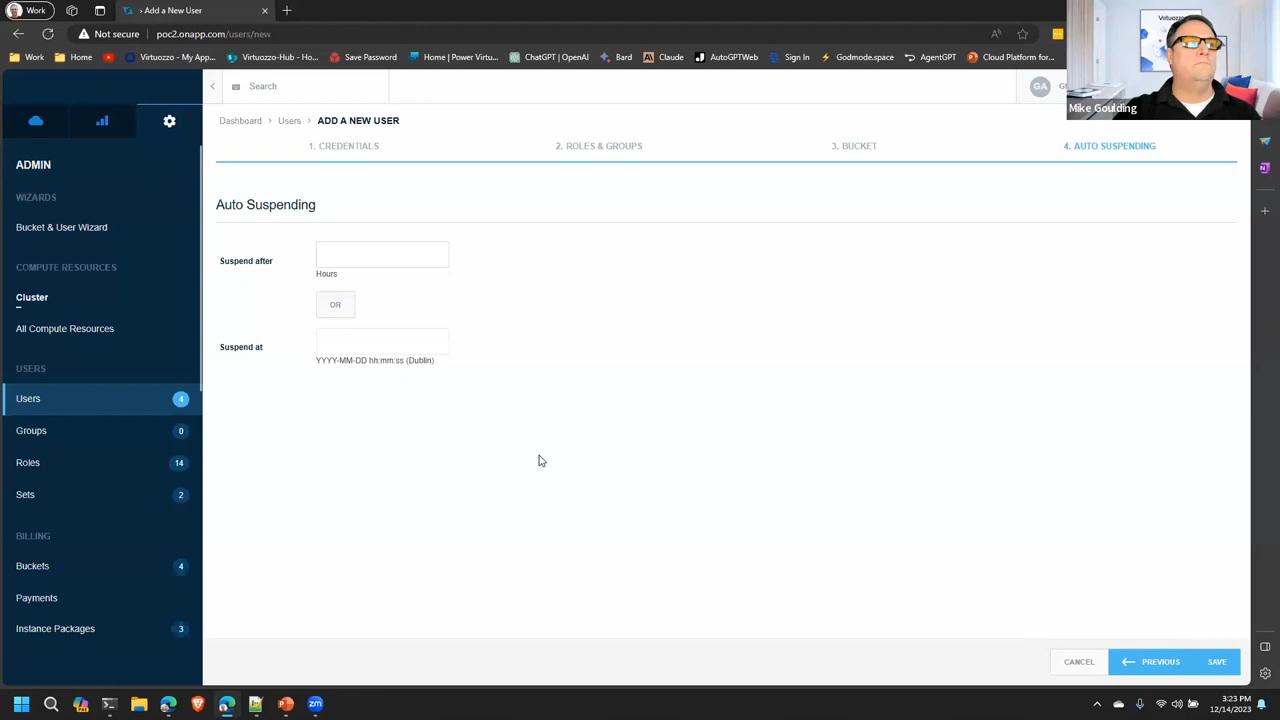 Work
› Add a New User
Not secure
poc2.onapp.com/users/new
Work
Home
Virtuozzo -- App...
Virtuozzo-Hub - Ho...
Save Password
Home | Power Virtu...
ChatGPT | OpenAI
Bard
Claude
AutoGPTWeb
Sign In
Godmode.space
AgentGPT
Cloud Platform for...
Virtuozzo
Mike Goulding
Search
GA
Dashboard › Users › ADD A NEW USER
1. CREDENTIALS
2. ROLES & GROUPS
3. BUCKET
4. AUTO SUSPENDING
ADMIN
WIZARDS
Bucket & User Wizard
COMPUTE RESOURCES
Cluster
All Compute Resources
USERS
Users 4
Groups 0
Roles 14
Sets 2
BILLING
Buckets 4
Payments
Instance Packages 3
Auto Suspending
Suspend after
Hours
OR
Suspend at
YYYY-MM-DD hh:mm:ss (Dublin)
CANCEL
PREVIOUS
SAVE
zm
3:23 PM
12/14/2023